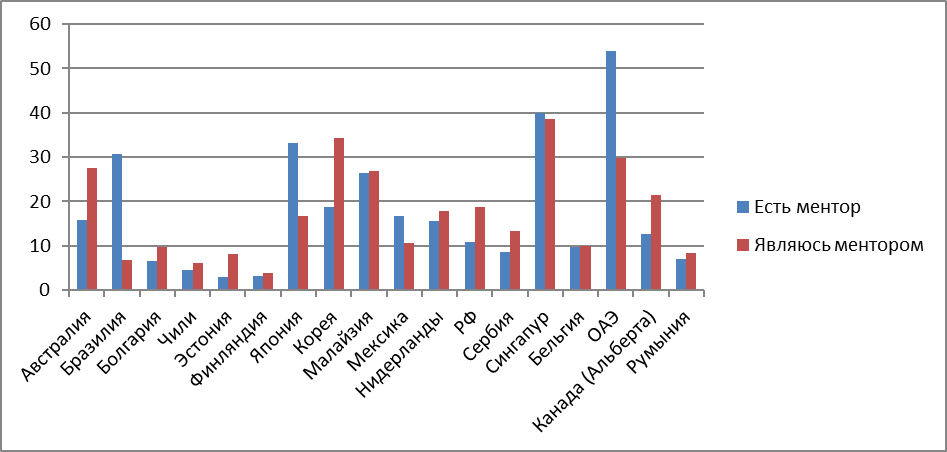 60
50
40
30
20
10
0
Австралия
Бразилия
Болгария
Чили
Эстония
Финляндия
Япония
Корея
Малайзия
Мексика
Нидерланды
РФ
Сербия
Сингапур
Бельгия
ОАЭ
Канада (Альберта)
Румыния
Есть ментор
Являюсь ментором